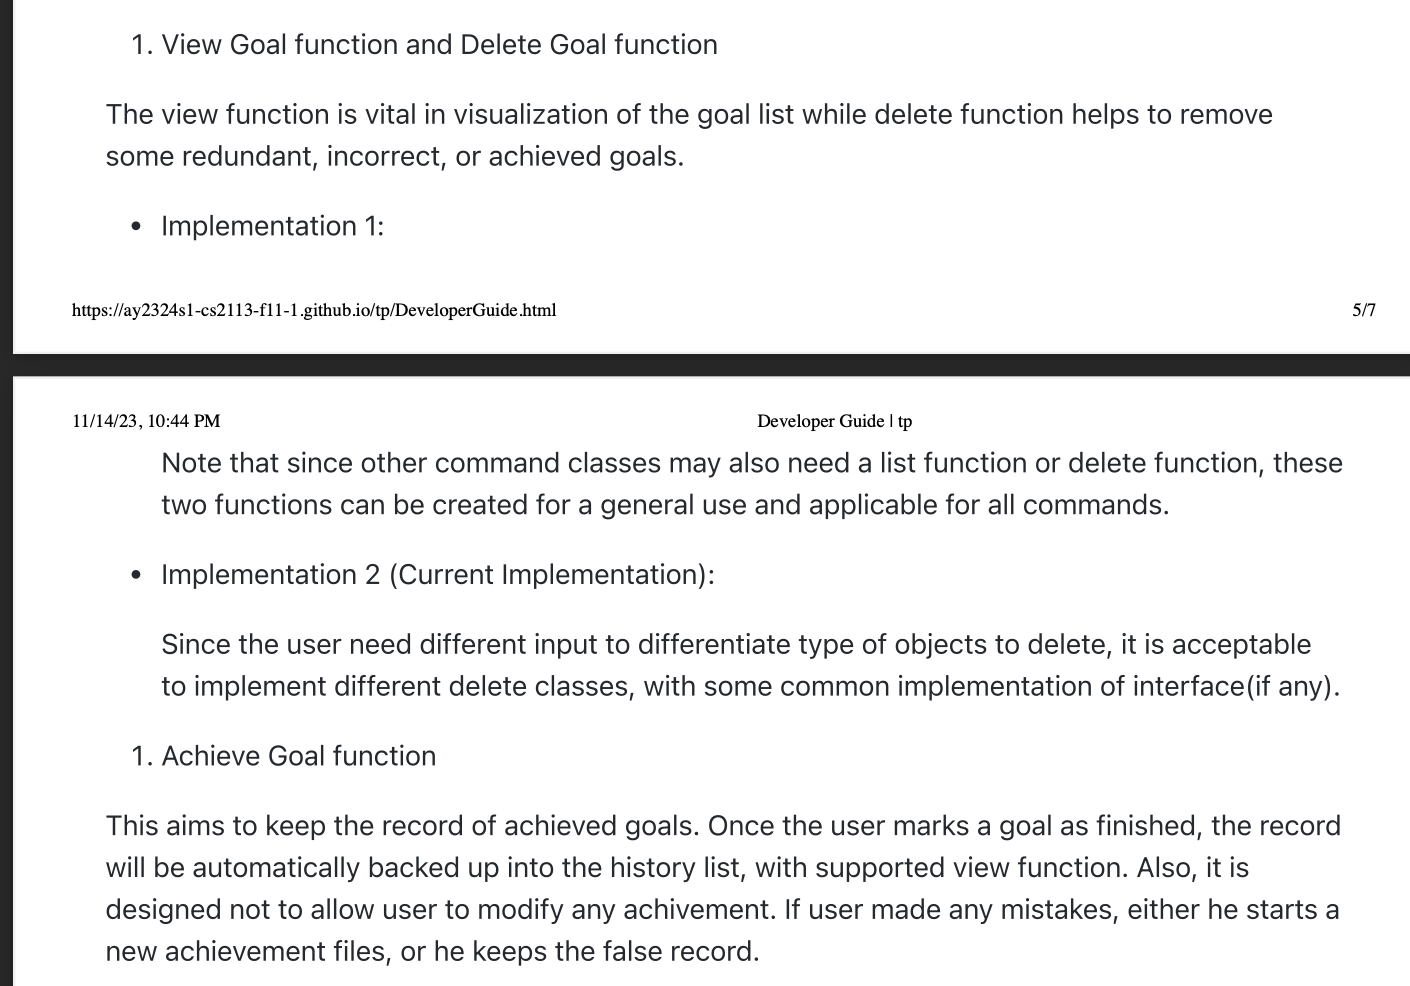 1. View Goal function and Delete Goal function
The view function is vital in visualization of the goal list while delete function helps to remove
some redundant, incorrect, or achieved goals.
• Implementation 1:
https://ay2324s1-cs2113-f11-1.github.io/tp/DeveloperGuide.html 5/7
11/14/23, 10:44 PM Developer Guide | tp
Note that since other command classes may also need a list function or delete function, these
two functions can be created for a general use and applicable for all commands.
• Implementation 2 (Current Implementation):
Since the user need different input to differentiate type of objects to delete, it is acceptable
to implement different delete classes, with some common implementation of interface(if any).
1. Achieve Goal function
This aims to keep the record of achieved goals. Once the user marks a goal as finished, the record
will be automatically backed up into the history list, with supported view function. Also, it is
designed not to allow user to modify any achivement. If user made any mistakes, either he starts a
new achievement files, or he keeps the false record.